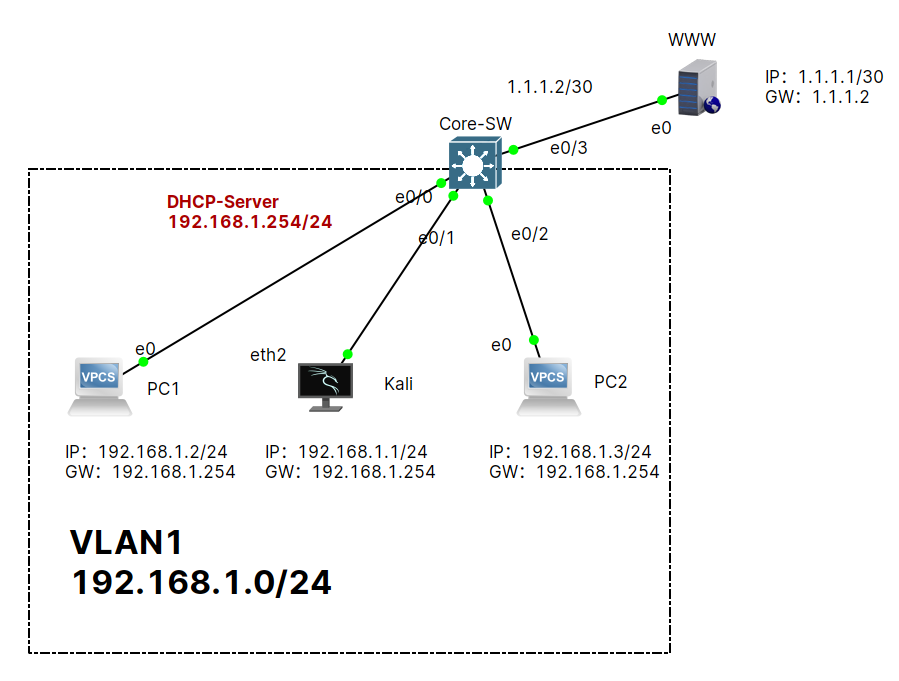 WWW
IP：1.1.1.1/30
GW：1.1.1.2
1.1.1.2/30
Core-SW
e0
e0/3
DHCP-Server
192.168.1.254/24
e0/0
e0/1
e0/2
e0
eth2
e0
VPCS
PC1
Kali
VPCS
PC2
IP：192.168.1.2/24
GW：192.168.1.254
IP：192.168.1.1/24
GW：192.168.1.254
IP：192.168.1.3/24
GW：192.168.1.254
VLAN1
192.168.1.0/24